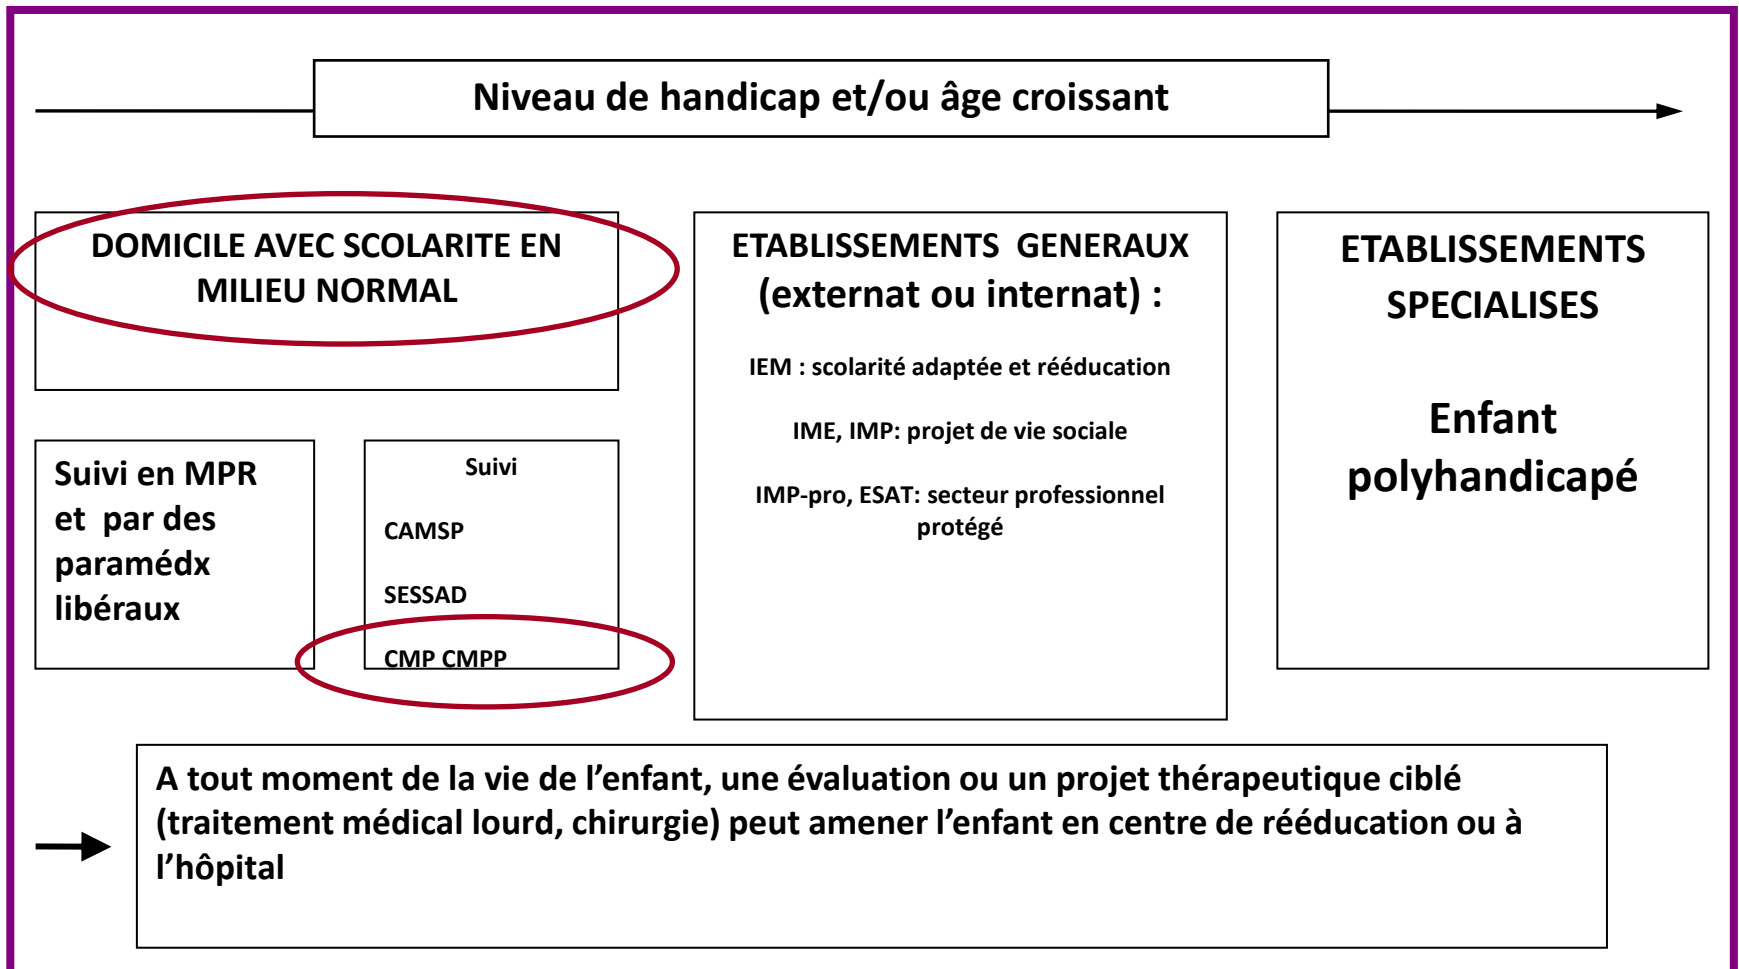 Niveau de handicap et/ou âge croissant
DOMICILE AVEC SCOLARITE EN
MILIEU NORMAL
Suivi en MPR
et par des
paramédx
libéraux
Suivi
CAMSP
SESSAD
CMP CMPP
ETABLISSEMENTS GENERAUX
(externat ou internat) :
IEM : scolarité adaptée et rééducation
IME, IMP: projet de vie sociale
IMP-pro, ESAT: secteur professionnel
protégé
ETABLISSEMENTS
SPECIALISES
Enfant
polyhandicapé
A tout moment de la vie de l’enfant, une évaluation ou un projet thérapeutique ciblé
(traitement médical lourd, chirurgie) peut amener l’enfant en centre de rééducation ou à
l’hôpital